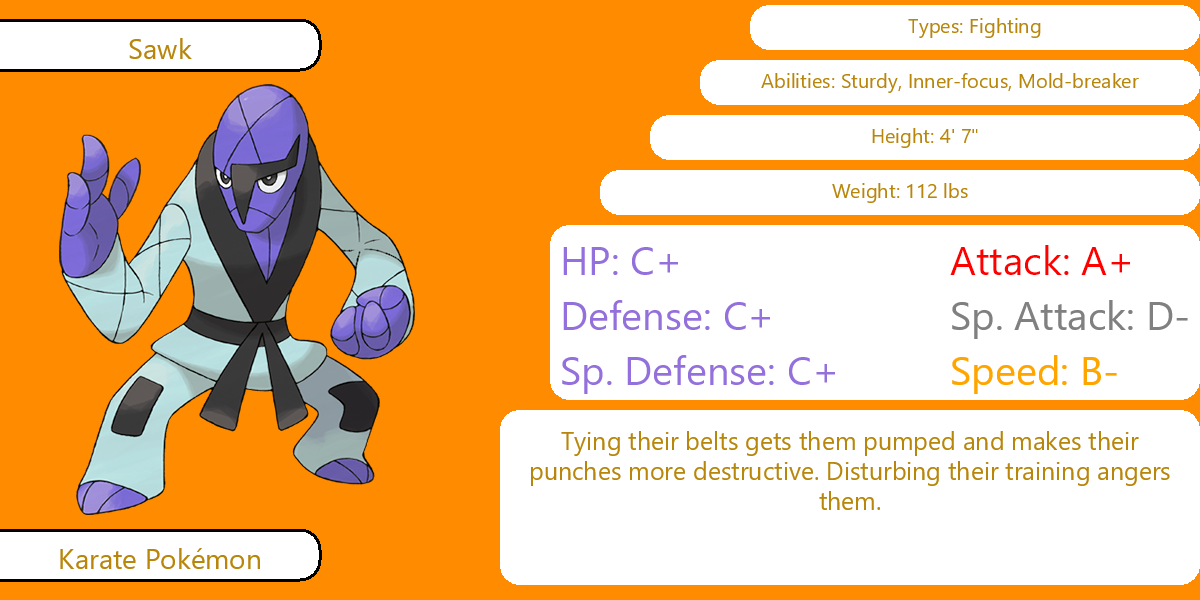 Sawk
Types: Fighting
Abilities: Sturdy, Inner-focus, Mold-breaker
Height: 4' 7"
Weight: 112 lbs
HP: C+
Attack: A+
Defense: C+
Sp. Attack: D-
Sp. Defense: C+
Speed: B-
Tying their belts gets them pumped and makes their
punches more destructive. Disturbing their training angers
them.
Karate Pokémon